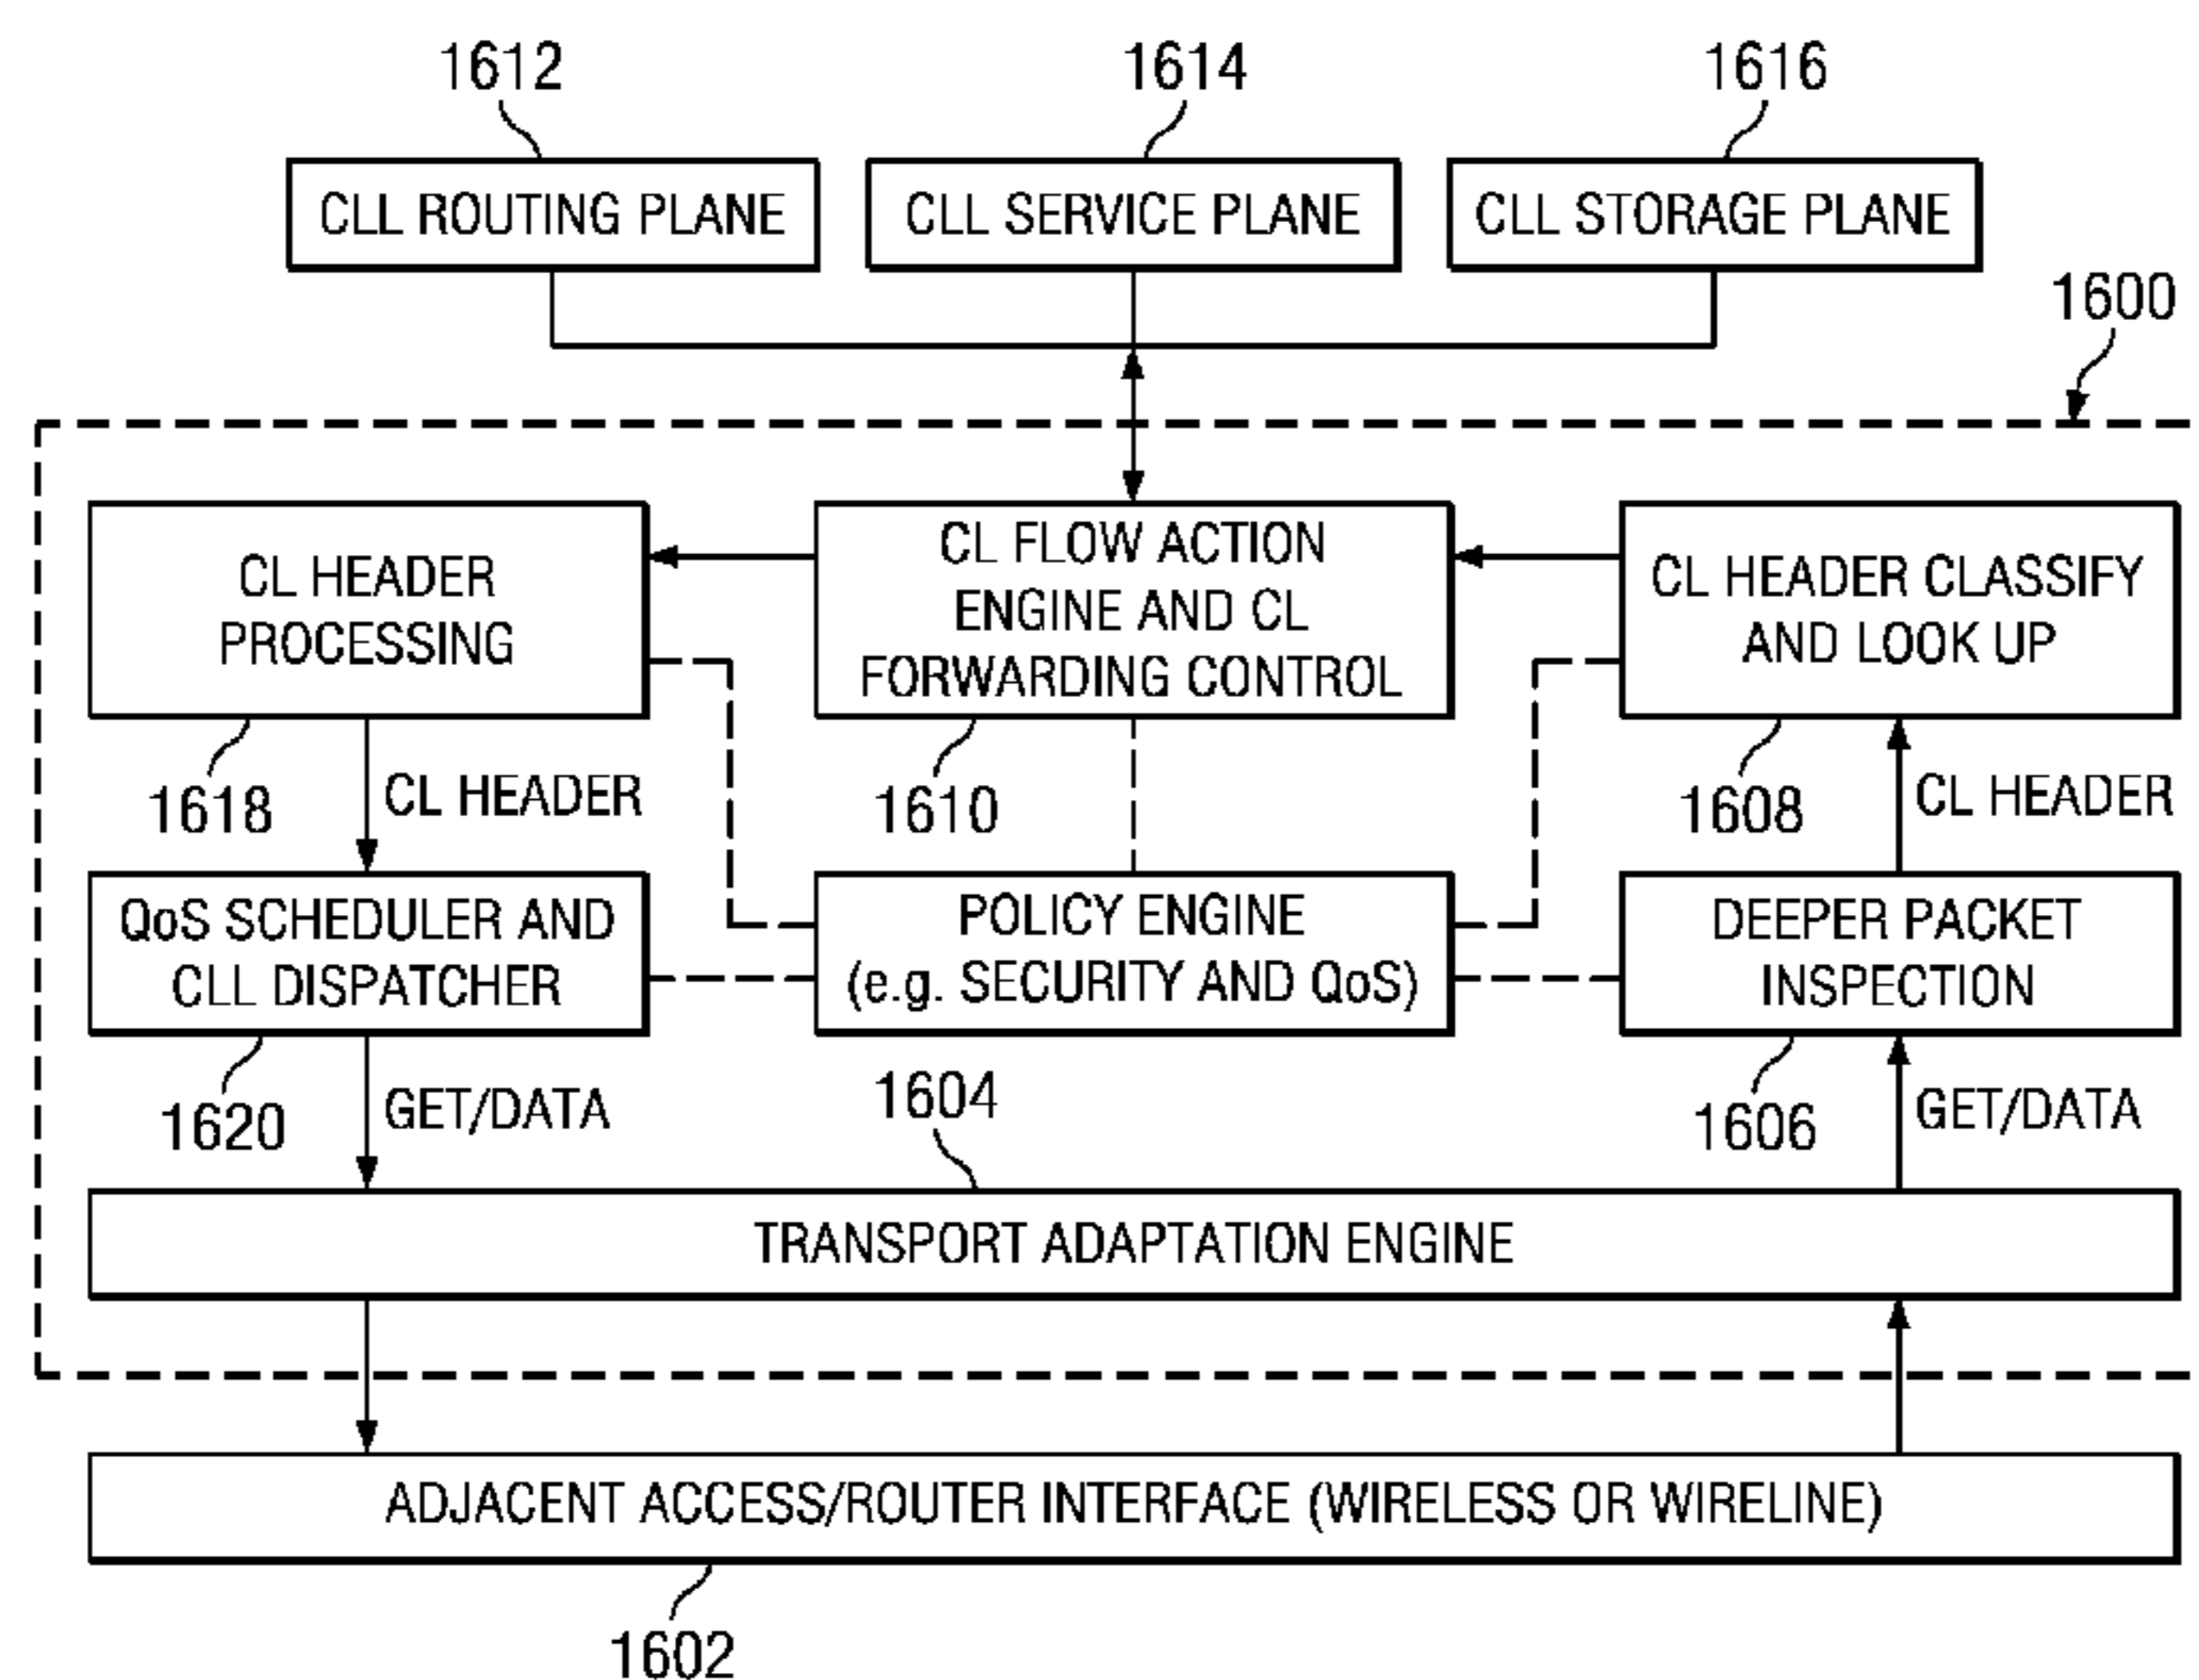 1612
1614
1616
CLL ROUTING PLANE
CLL SERVICE PLANE
CLL STORAGE PLANE
1600
CL HEADER
PROCESSING
CL FLOW ACTION
ENGINE AND CL
FORWARDING CONTROL
CL HEADER CLASSIFY
AND LOOK UP
1618
CL HEADER
1610
1608
CL HEADER
QoS SCHEDULER AND
CLL DISPATCHER
POLICY ENGINE
(e.g. SECURITY AND QoS)
DEEPER PACKET
INSPECTION
1620
GET/DATA
1604
1606
GET/DATA
TRANSPORT ADAPTATION ENGINE
ADJACENT ACCESS/ROUTER INTERFACE (WIRELESS OR WIRELINE)
1602